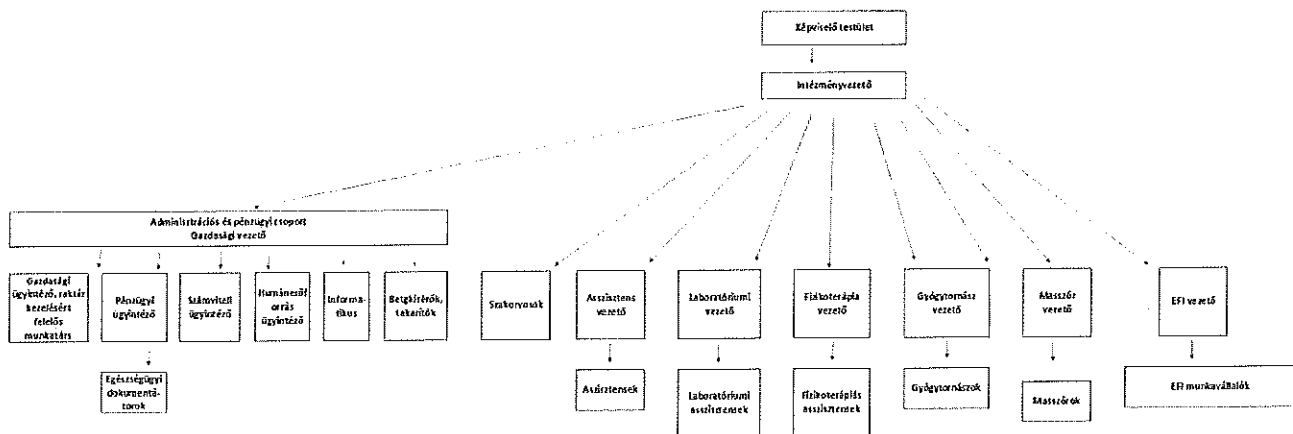 Képviselő testület
Intézményvezető
Adminisztrációs és pénzügyi csoport
Gazdasági vezető
Gazdasági
ügyintéző, raktár
kezelésért
felelős
munkatárs
Pénzügyi
ügyintéző
Számviteli
ügyintéző
Humánerőf
orrás
ügyintéző
Informa-
tikus
Betegkísérők,
takarítók
Szakorvosok
Asszisztens
vezető
Laboratóriumi
vezető
Fizikoterápia
vezető
Gyógytornász
vezető
Masszőr
vezető
EFI vezető
Egészségügyi
dokumentá-
torok
Asszisztensek
Laboratóriumi
asszisztensek
Fizikoterápiás
asszisztensek
Gyógytornászok
Masszőrök
EFI munkavállalók